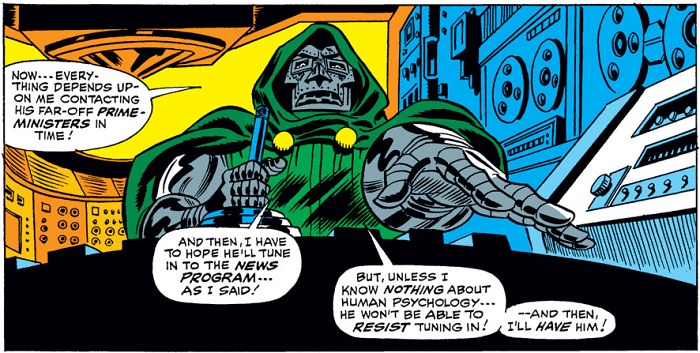 NOW---EVERY-
THING DEPENDS UP-
ON ME CONTACTING
HIS FAR-OFF PRIME-
MINISTERS IN
TIME!
AND THEN, I HAVE
TO HOPE HE'LL TUNE
IN TO THE NEWS
PROGRAM---
AS I SAID!
BUT, UNLESS I
KNOW NOTHING ABOUT
HUMAN PSYCHOLOGY---
HE WON'T BE ABLE TO
RESIST TUNING IN!
--AND THEN,
I'LL HAVE HIM!